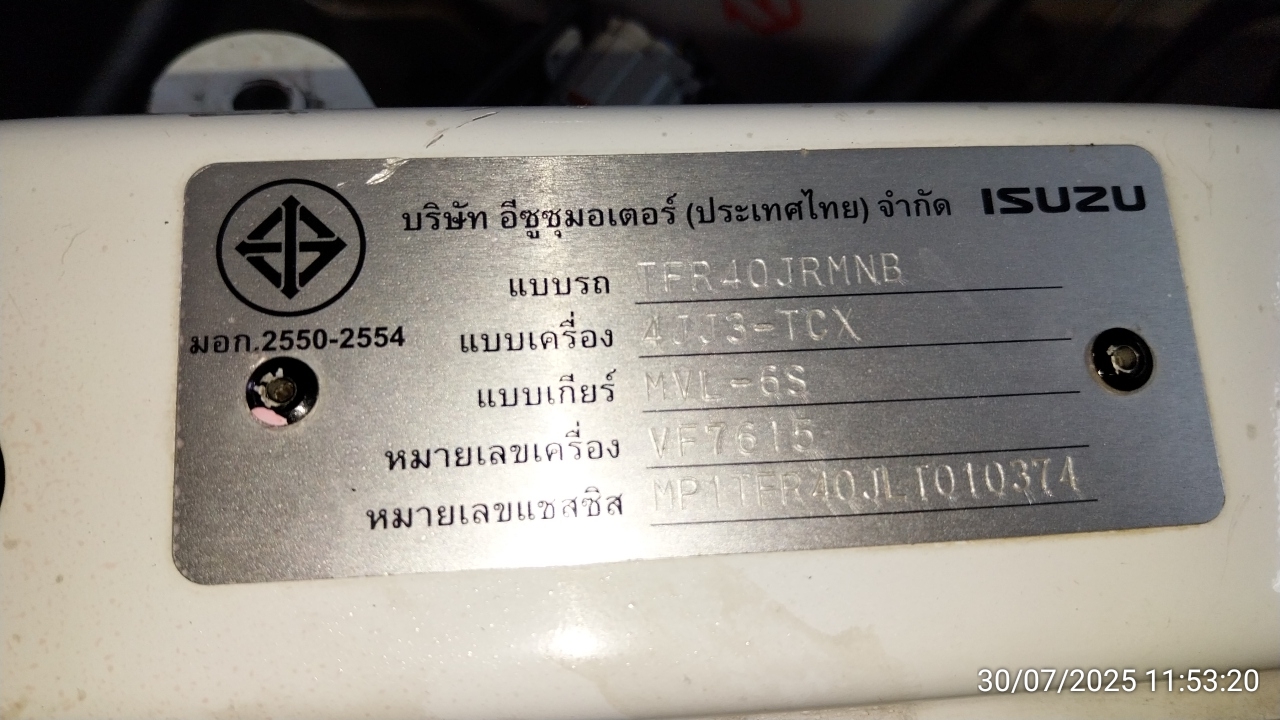 บริษัท อีซูซุมอเตอร์ (ประเทศไทย) จำกัด ISUZU
แบบรถ TFR40JRMNB
มอก.2550-2554
แบบเครื่อง 4JJ3-TCX
แบบเกียร์ MVL-6S
หมายเลขเครื่อง VF7615
หมายเลขแชสซิส MP1TFR40JLT010374
30/07/2025 11:53:20